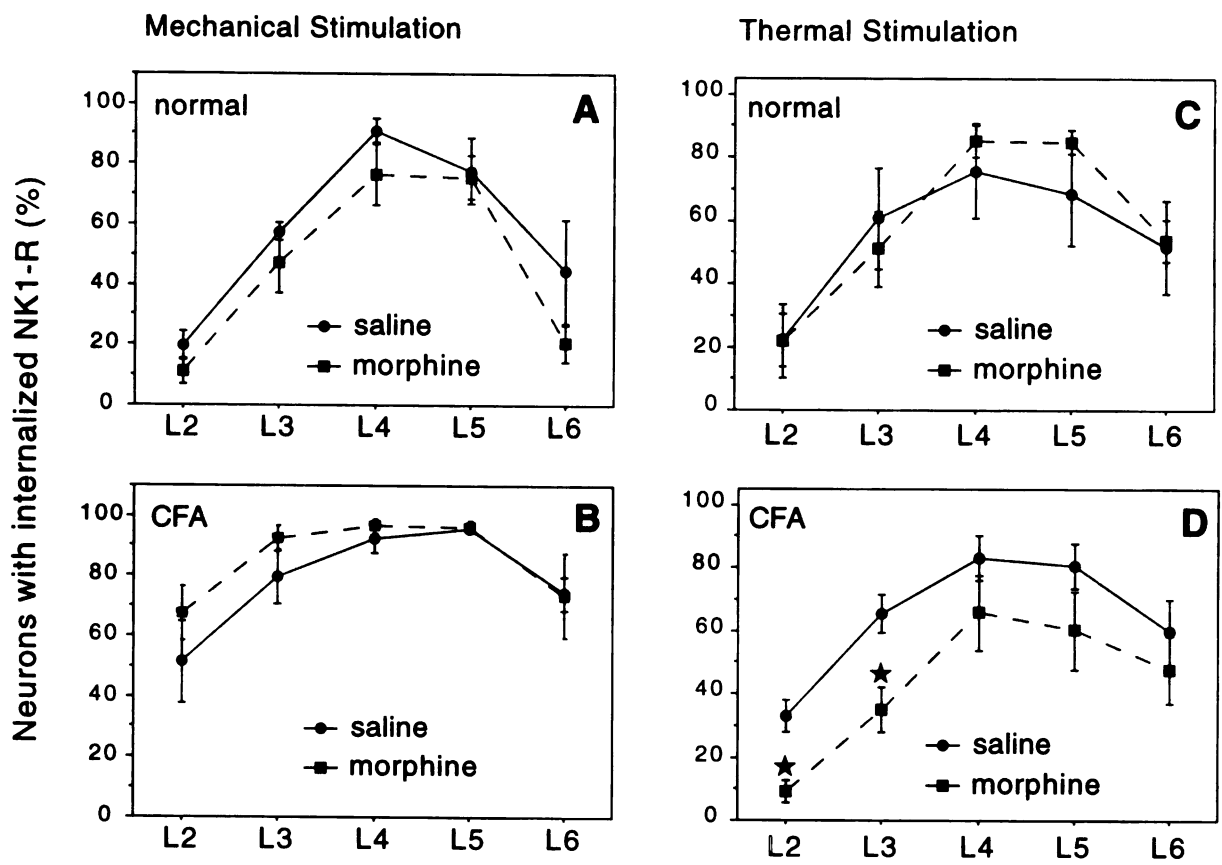 Mechanical Stimulation
Thermal Stimulation
Neurons with internalized NK1-R (%)
normal
A
100
80
60
40
20
0
saline
morphine
L2 L3 L4 L5 L6
normal
C
100
80
60
40
20
0
saline
morphine
L2 L3 L4 L5 L6
CFA
B
100
80
60
40
20
0
saline
morphine
L2 L3 L4 L5 L6
CFA
D
100
80
60
40
20
0
saline
morphine
L2 L3 L4 L5 L6